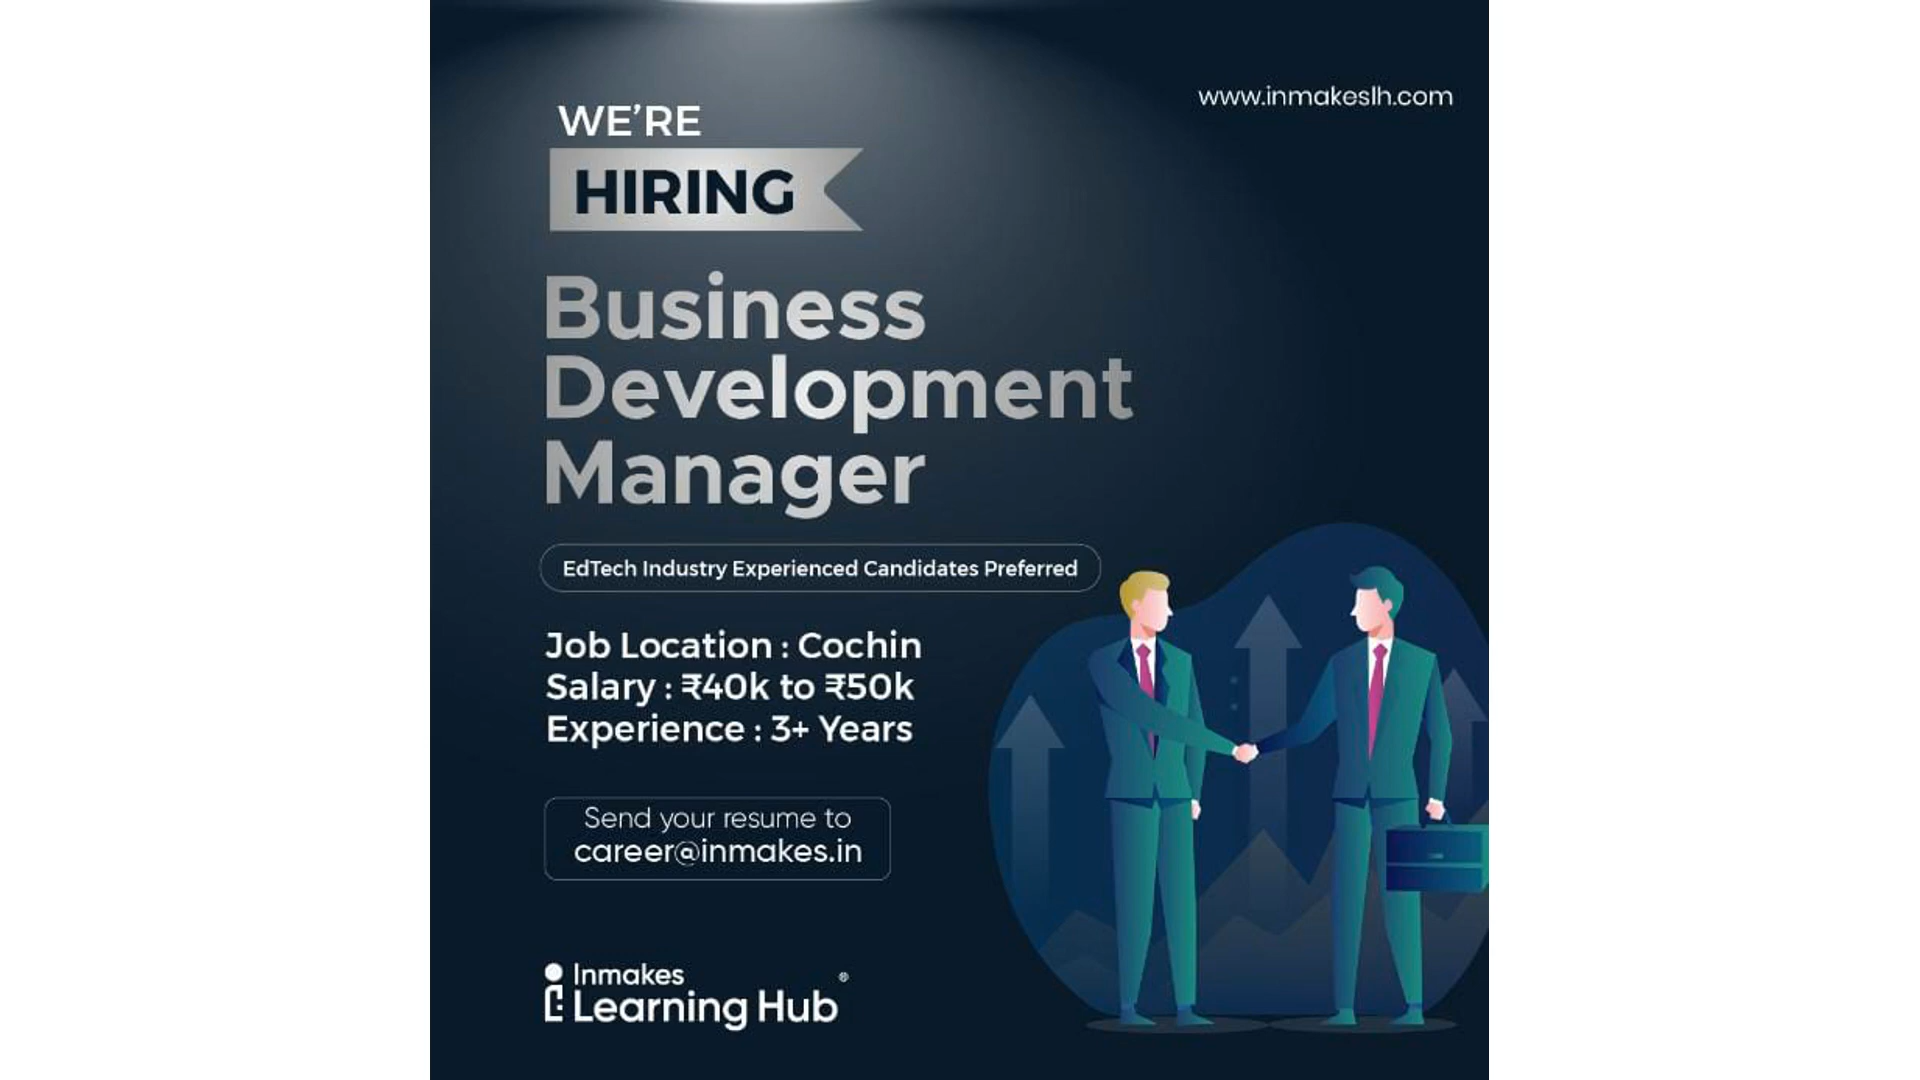 www.inmakeslh.com
WE'RE
HIRING
Business
Development
Manager
EdTech Industry Experienced Candidates Preferred
Job Location : Cochin
Salary : ₹40k to ₹50k
Experience : 3+ Years
Send your resume to
career@inmakes.in
Inmakes
Learning Hub®